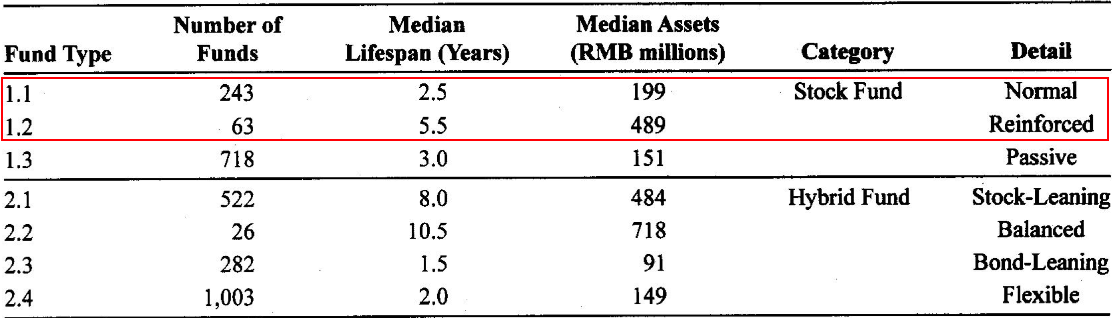 Fund Type Number of Funds Median Lifespan (Years) Median Assets (RMB millions) Category Detail
1.1 243 2.5 199 Stock Fund Normal
1.2 63 5.5 489 Reinforced
1.3 718 3.0 151 Passive
2.1 522 8.0 484 Hybrid Fund Stock-Leaning
2.2 26 10.5 718 Balanced
2.3 282 1.5 91 Bond-Leaning
2.4 1,003 2.0 149 Flexible